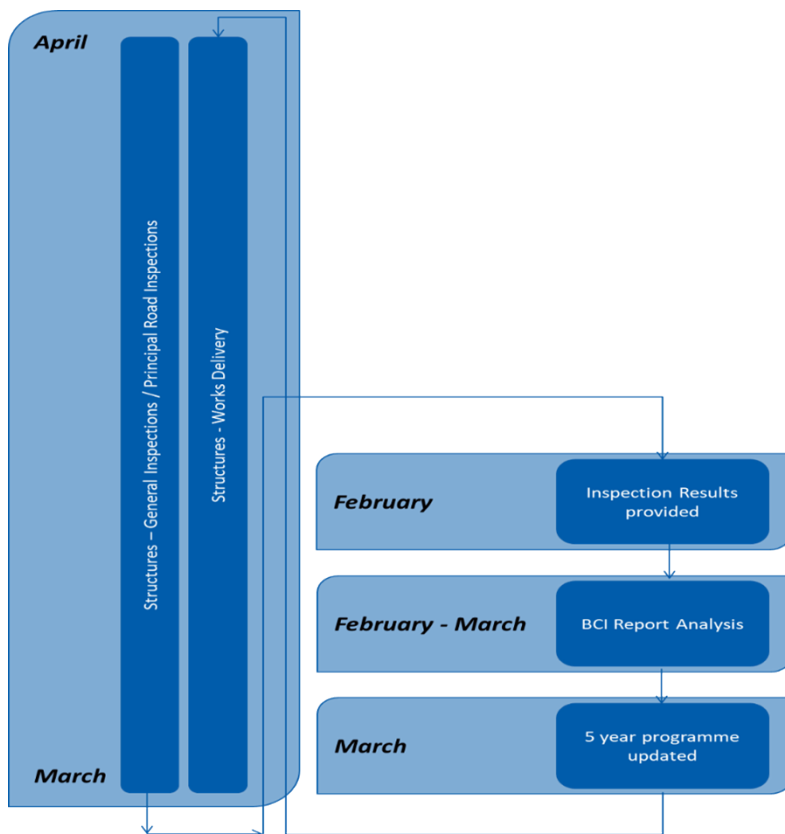 April
Structures – General Inspections / Principal Road Inspections
Structures - Works Delivery
March
February
Inspection Results
provided
February - March
BCI Report Analysis
March
5 year programme
updated